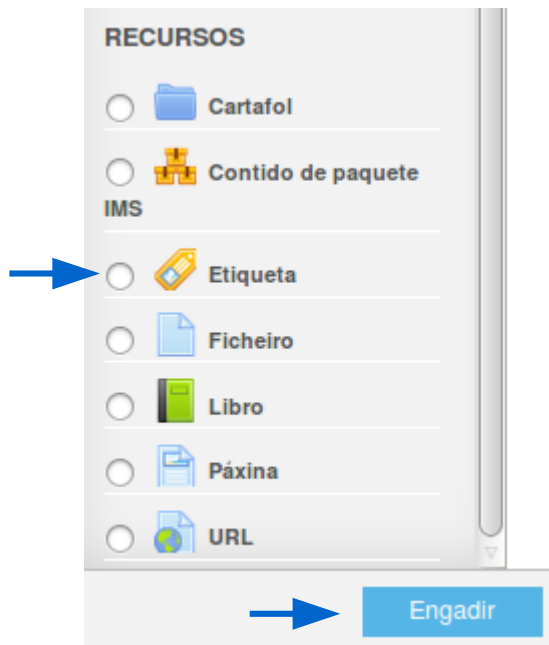 RECURSOS
Cartafol
Contido de paquete
IMS
Etiqueta
Ficheiro
Libro
Páxina
URL
Engadir